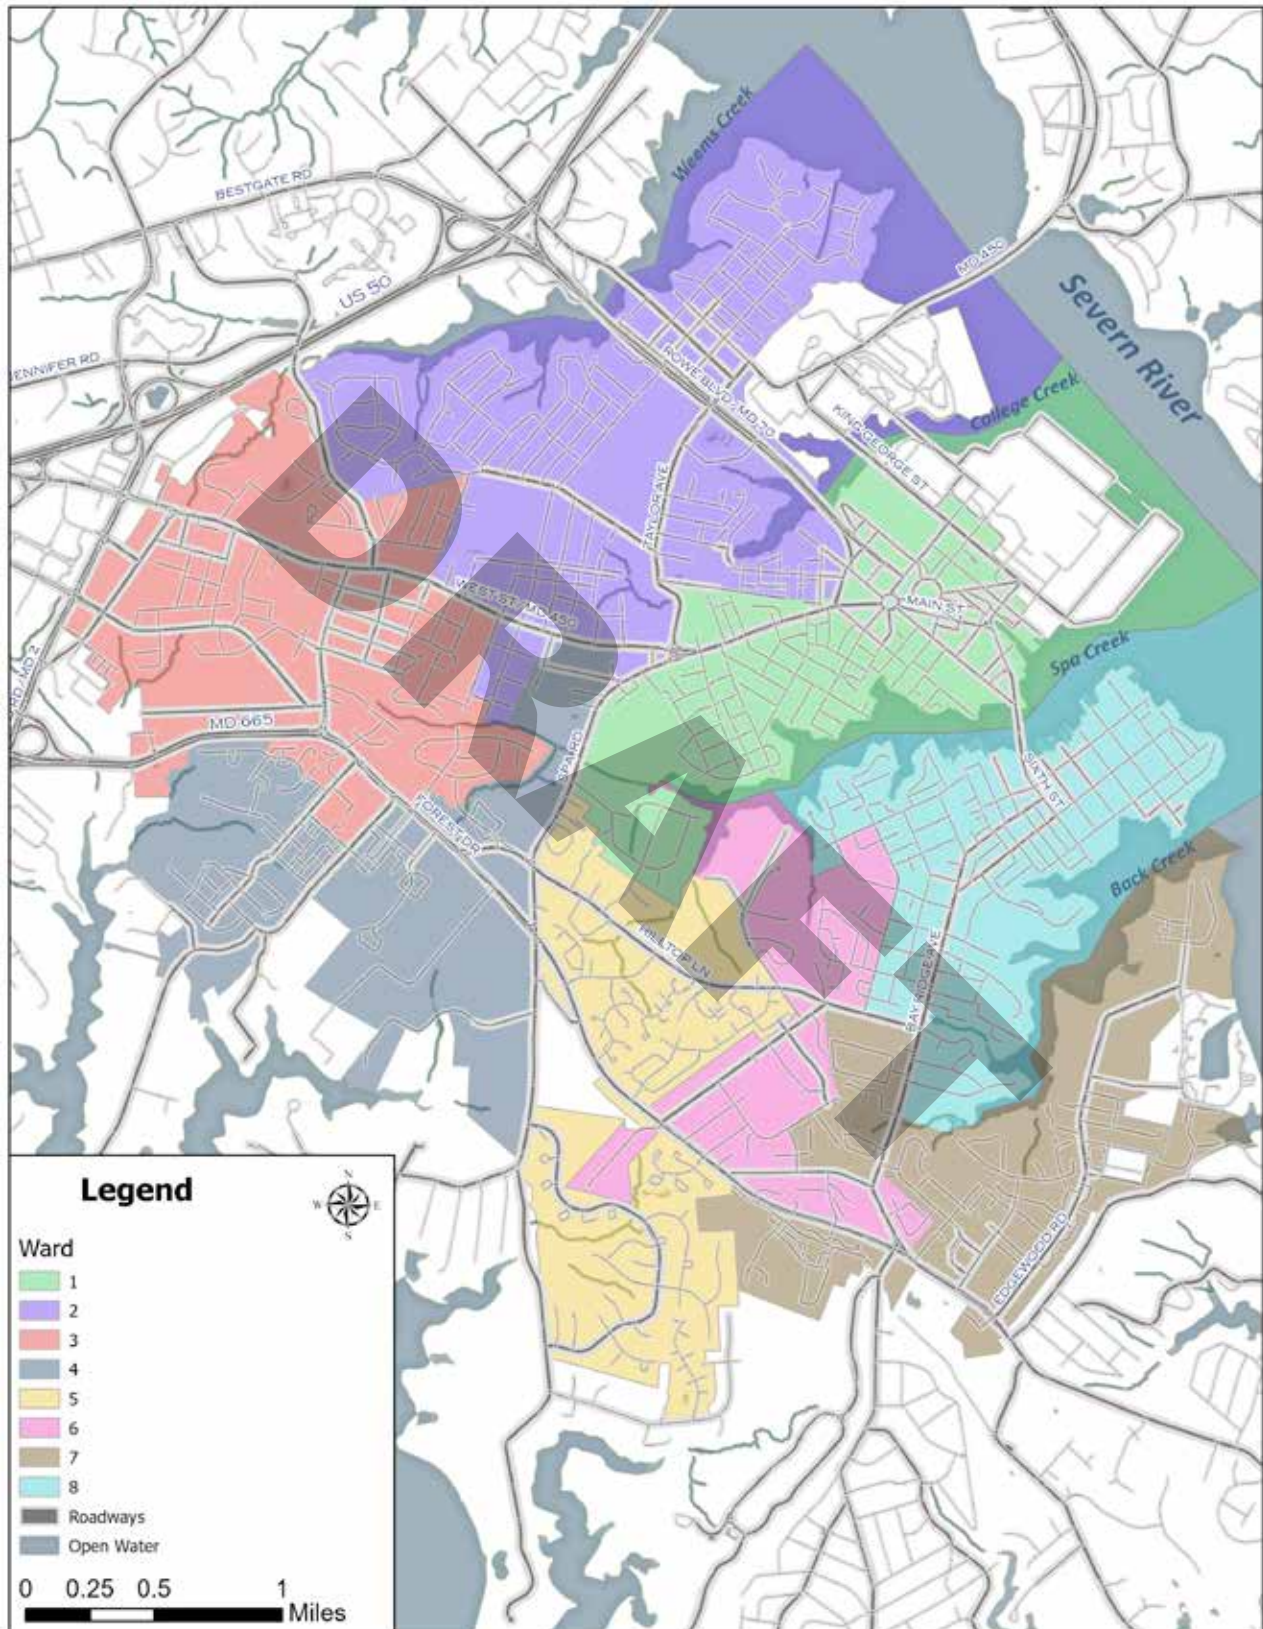 Weems Creek
BESTGATE RD
US 50
MD 450
Severn River
JENNIFER RD
ROWE BLVD / MD 70
College Creek
KING GEORGE ST
TAYLOR AVE
WEST ST / MD 450
MAIN ST
Spa Creek
RD, MD 2
MD 665
SPA RD
SIXTH ST
FOREST DR
Back Creek
HILLTOP LN
BAY RIDGE AVE
EDGEWOOD RD
DRAFT
Legend
N
W E
S
Ward
1
2
3
4
5
6
7
8
Roadways
Open Water
0 0.25 0.5 1
Miles